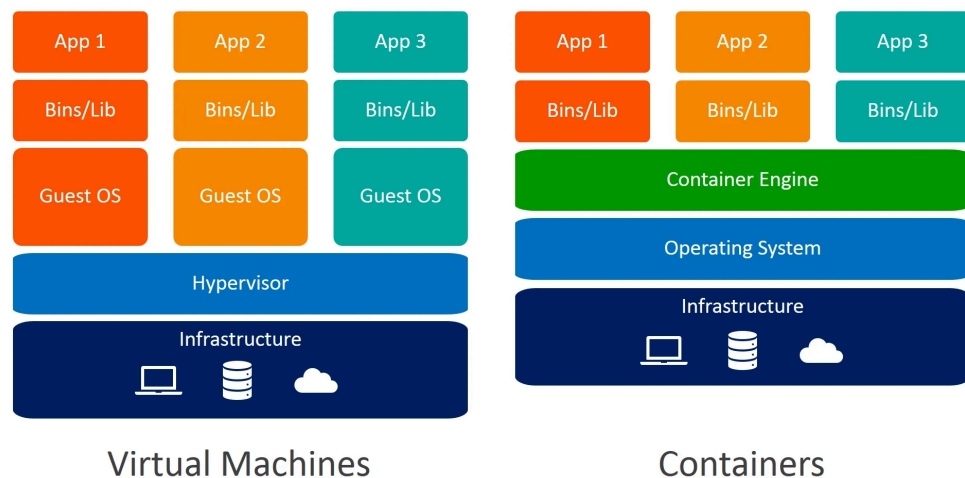 App 1
App 2
App 3
Bins/Lib
Bins/Lib
Bins/Lib
Guest OS
Guest OS
Guest OS
Hypervisor
Infrastructure
Virtual Machines
App 1
App 2
App 3
Bins/Lib
Bins/Lib
Bins/Lib
Container Engine
Operating System
Infrastructure
Containers